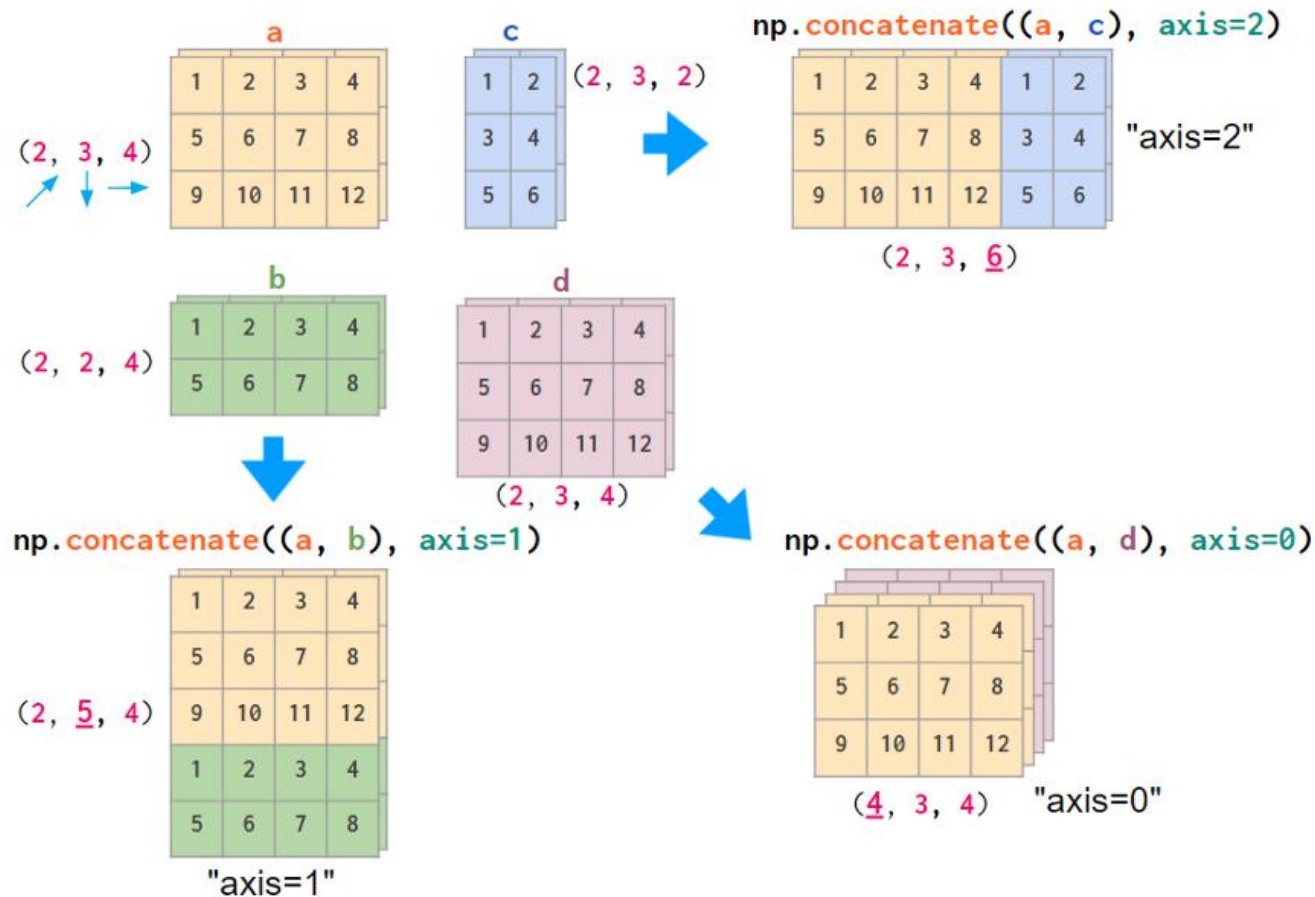 a
1 2 3 4
5 6 7 8
9 10 11 12
(2, 3, 4)
c
1 2
3 4
5 6
(2, 3, 2)
np.concatenate((a, c), axis=2)
1 2 3 4 1 2
5 6 7 8 3 4
9 10 11 12 5 6
"axis=2"
(2, 3, 6)
b
1 2 3 4
5 6 7 8
(2, 2, 4)
d
1 2 3 4
5 6 7 8
9 10 11 12
(2, 3, 4)
np.concatenate((a, b), axis=1)
1 2 3 4
5 6 7 8
9 10 11 12
1 2 3 4
5 6 7 8
(2, 5, 4)
"axis=1"
np.concatenate((a, d), axis=0)
1 2 3 4
5 6 7 8
9 10 11 12
(4, 3, 4)
"axis=0"